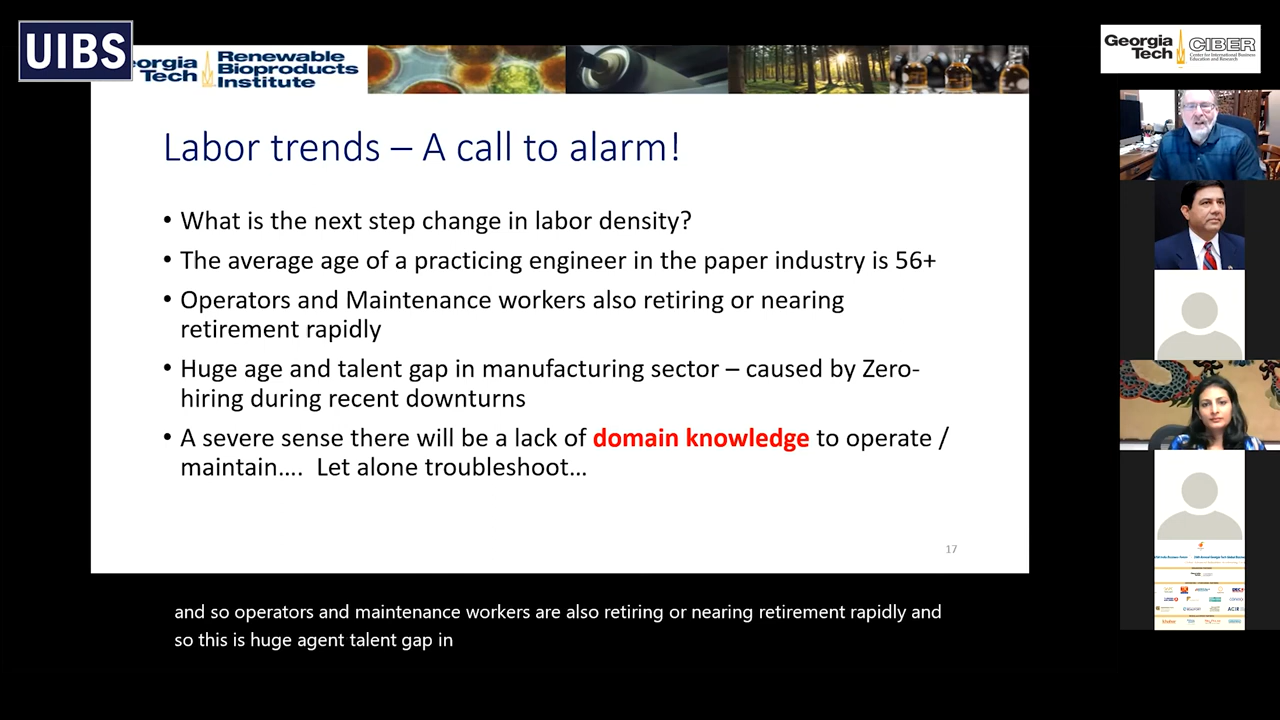 UIBS
orgia
Tech
Renewable
Bioproducts
Institute
Georgia
Tech
CIBER
Center for International Business
Education and Research
Labor trends – A call to alarm!
• What is the next step change in labor density?
• The average age of a practicing engineer in the paper industry is 56+
• Operators and Maintenance workers also retiring or nearing
retirement rapidly
• Huge age and talent gap in manufacturing sector – caused by Zero-
hiring during recent downturns
• A severe sense there will be a lack of domain knowledge to operate /
maintain.... Let alone troubleshoot...
17
and so operators and maintenance workers are also retiring or nearing retirement rapidly and
so this is huge agent talent gap in